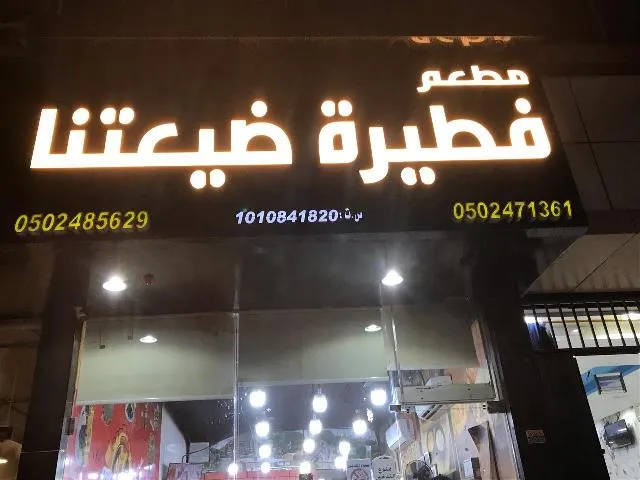 مطعم
فطيرة ضيعتنا
0502471361
س.ت: 1010841820
0502485629